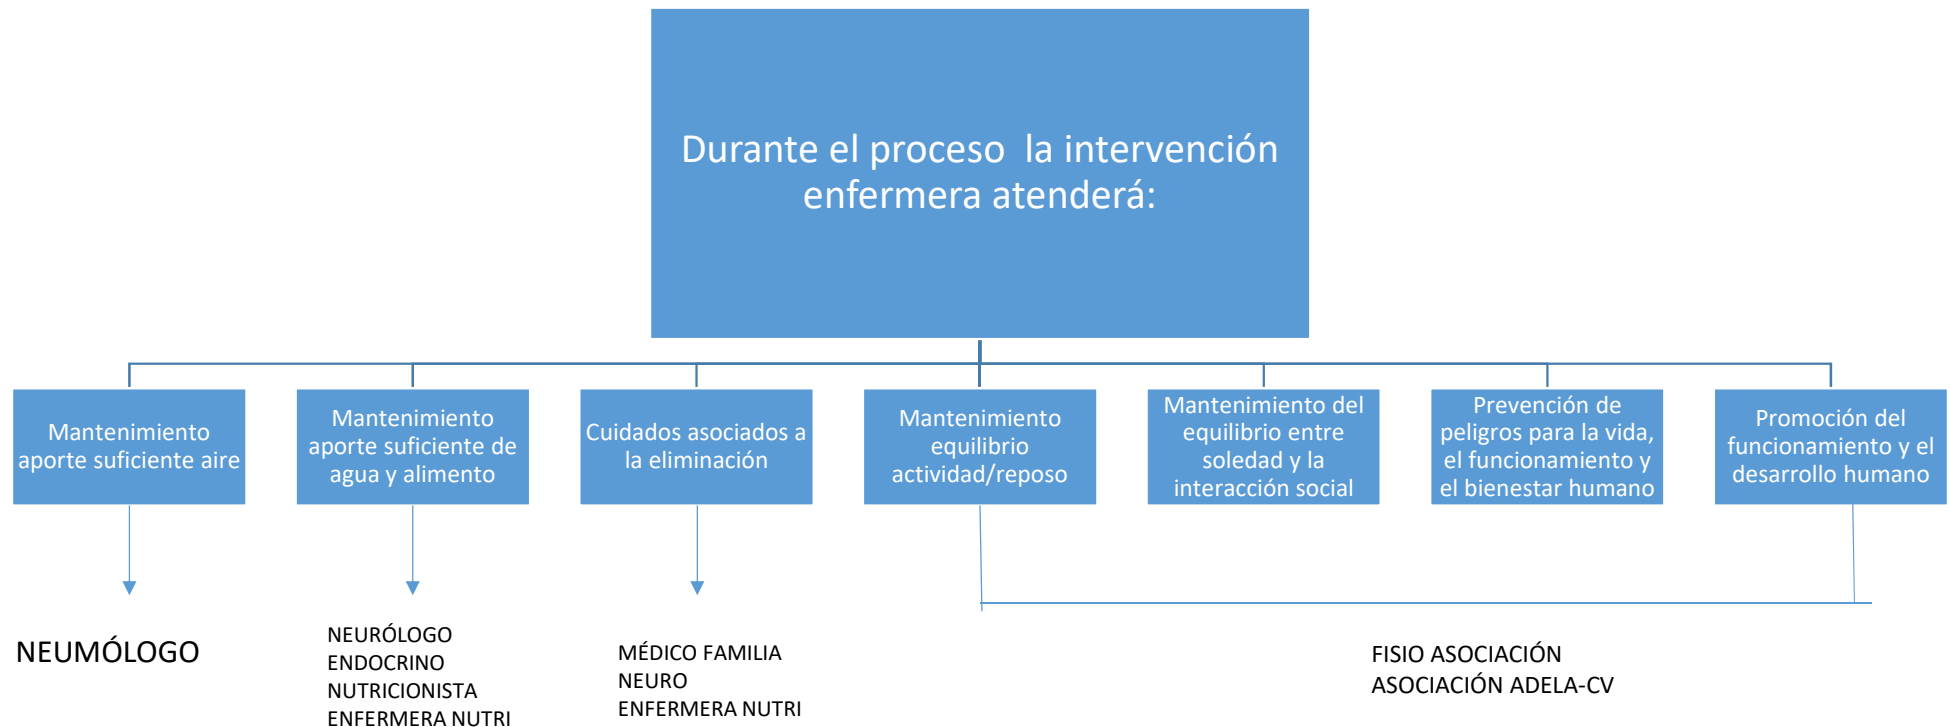 Durante el proceso la intervención
enfermera atenderá:
Mantenimiento
aporte suficiente aire
Mantenimiento
aporte suficiente de
agua y alimento
Cuidados asociados a
la eliminación
Mantenimiento
equilibrio
actividad/reposo
Mantenimiento del
equilibrio entre
soledad y la
interacción social
Prevención de
peligros para la vida,
el funcionamiento y
el bienestar humano
Promoción del
funcionamiento y el
desarrollo humano
NEUMÓLOGO
NEURÓLOGO
ENDOCRINO
NUTRICIONISTA
ENFERMERA NUTRI
MÉDICO FAMILIA
NEURO
ENFERMERA NUTRI
FISIO ASOCIACIÓN
ASOCIACIÓN ADELA-CV